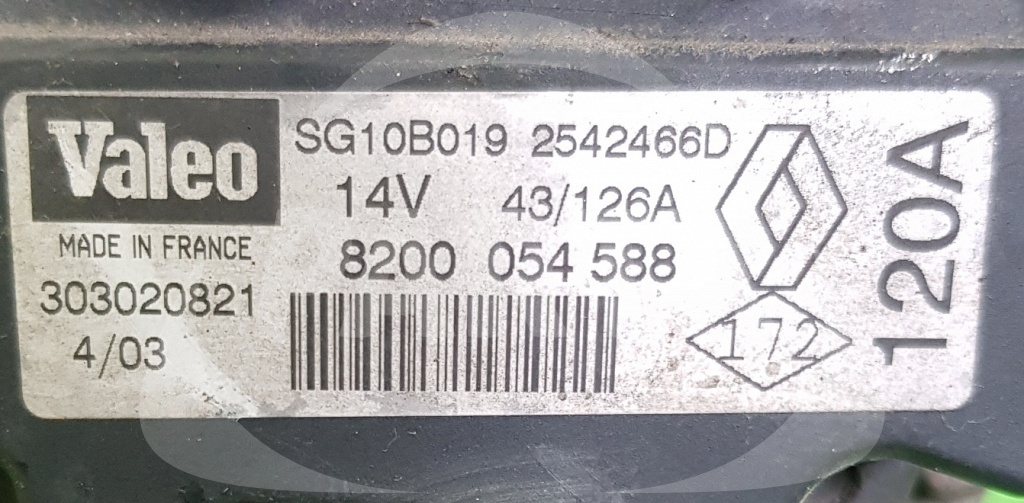 Valeo
MADE IN FRANCE
303020821
4/03
SG10B019 2542466D
14V 43/126A
8200 054 588
172
120A